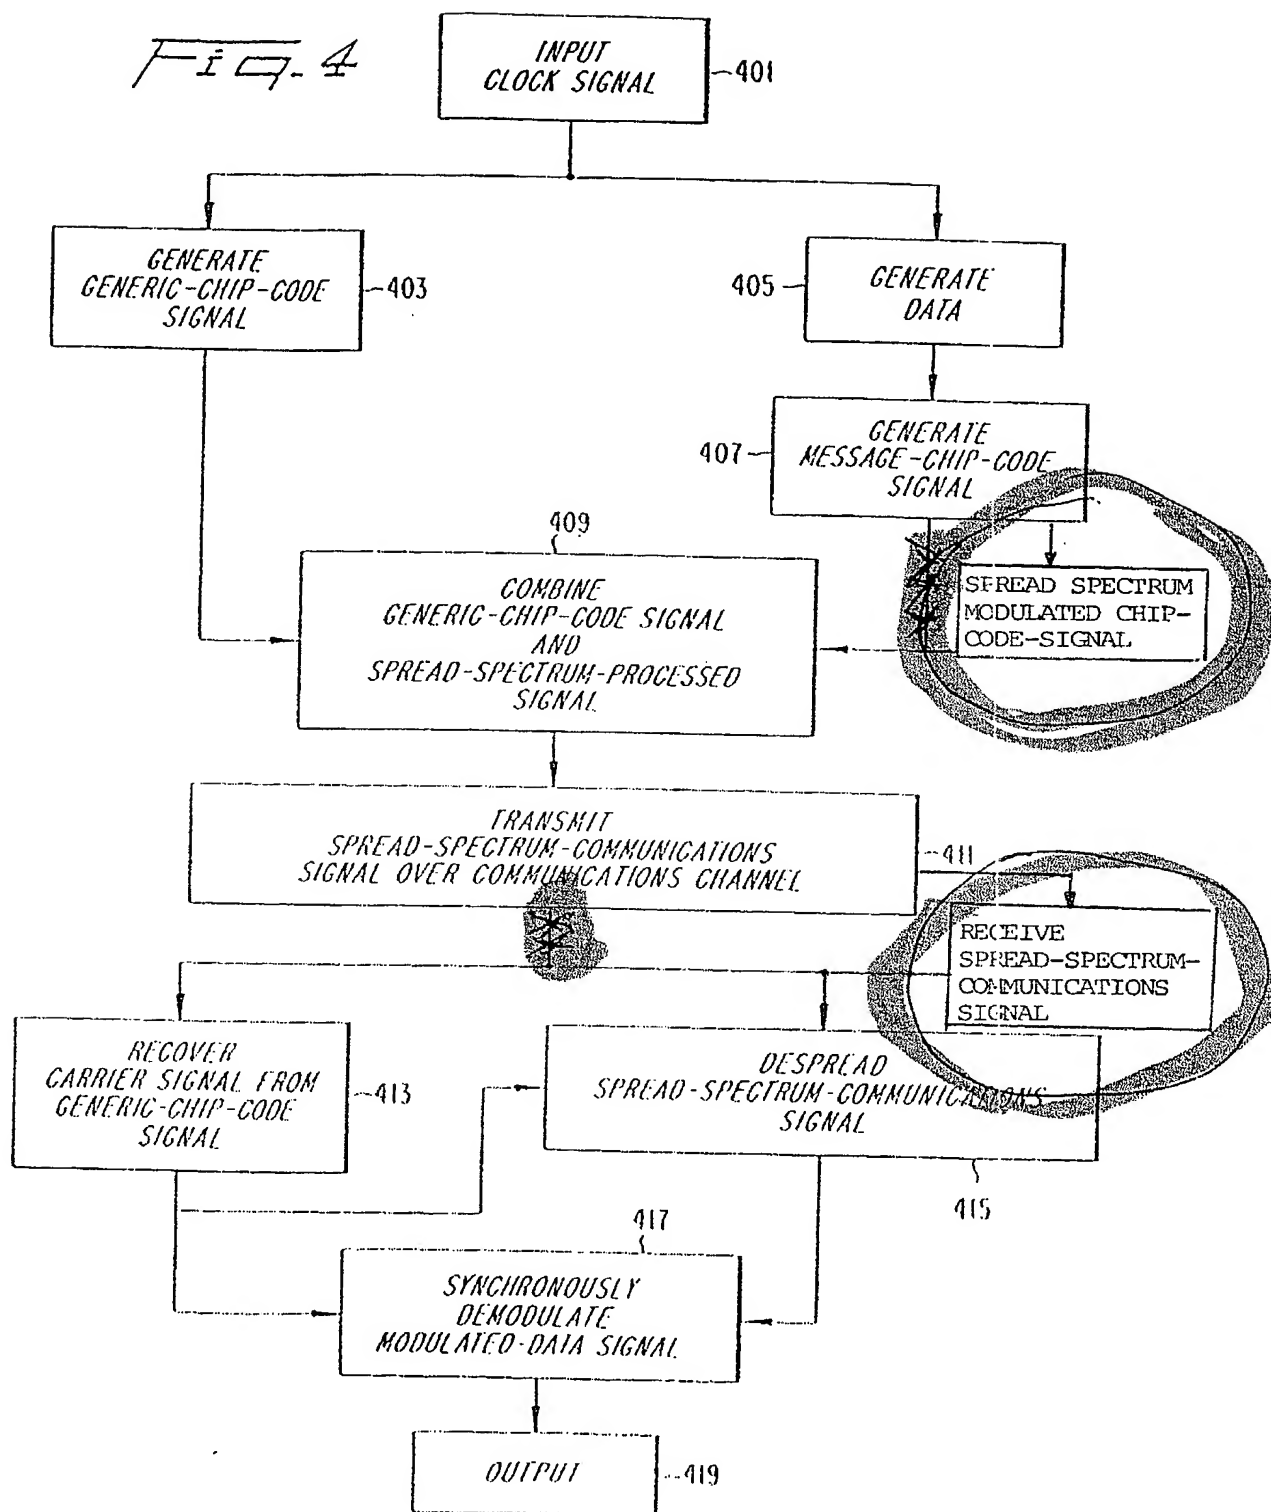 Fig. 4
INPUT
CLOCK SIGNAL
401
GENERATE
GENERIC-CHIP-CODE
SIGNAL
403
405
GENERATE
DATA
407
GENERATE
MESSAGE-CHIP-CODE
SIGNAL
409
COMBINE
GENERIC-CHIP-CODE SIGNAL
AND
SPREAD-SPECTRUM-PROCESSED
SIGNAL
SPREAD SPECTRUM
MODULATED CHIP-
CODE-SIGNAL
TRANSMIT
SPREAD-SPECTRUM-COMMUNICATIONS
SIGNAL OVER COMMUNICATIONS CHANNEL
411
RECEIVE
SPREAD-SPECTRUM-
COMMUNICATIONS
SIGNAL
RECOVER
CARRIER SIGNAL FROM
GENERIC-CHIP-CODE
SIGNAL
413
DESPREAD
SPREAD-SPECTRUM-COMMUNICATIONS
SIGNAL
415
417
SYNCHRONOUSLY
DEMODULATE
MODULATED-DATA SIGNAL
OUTPUT
419